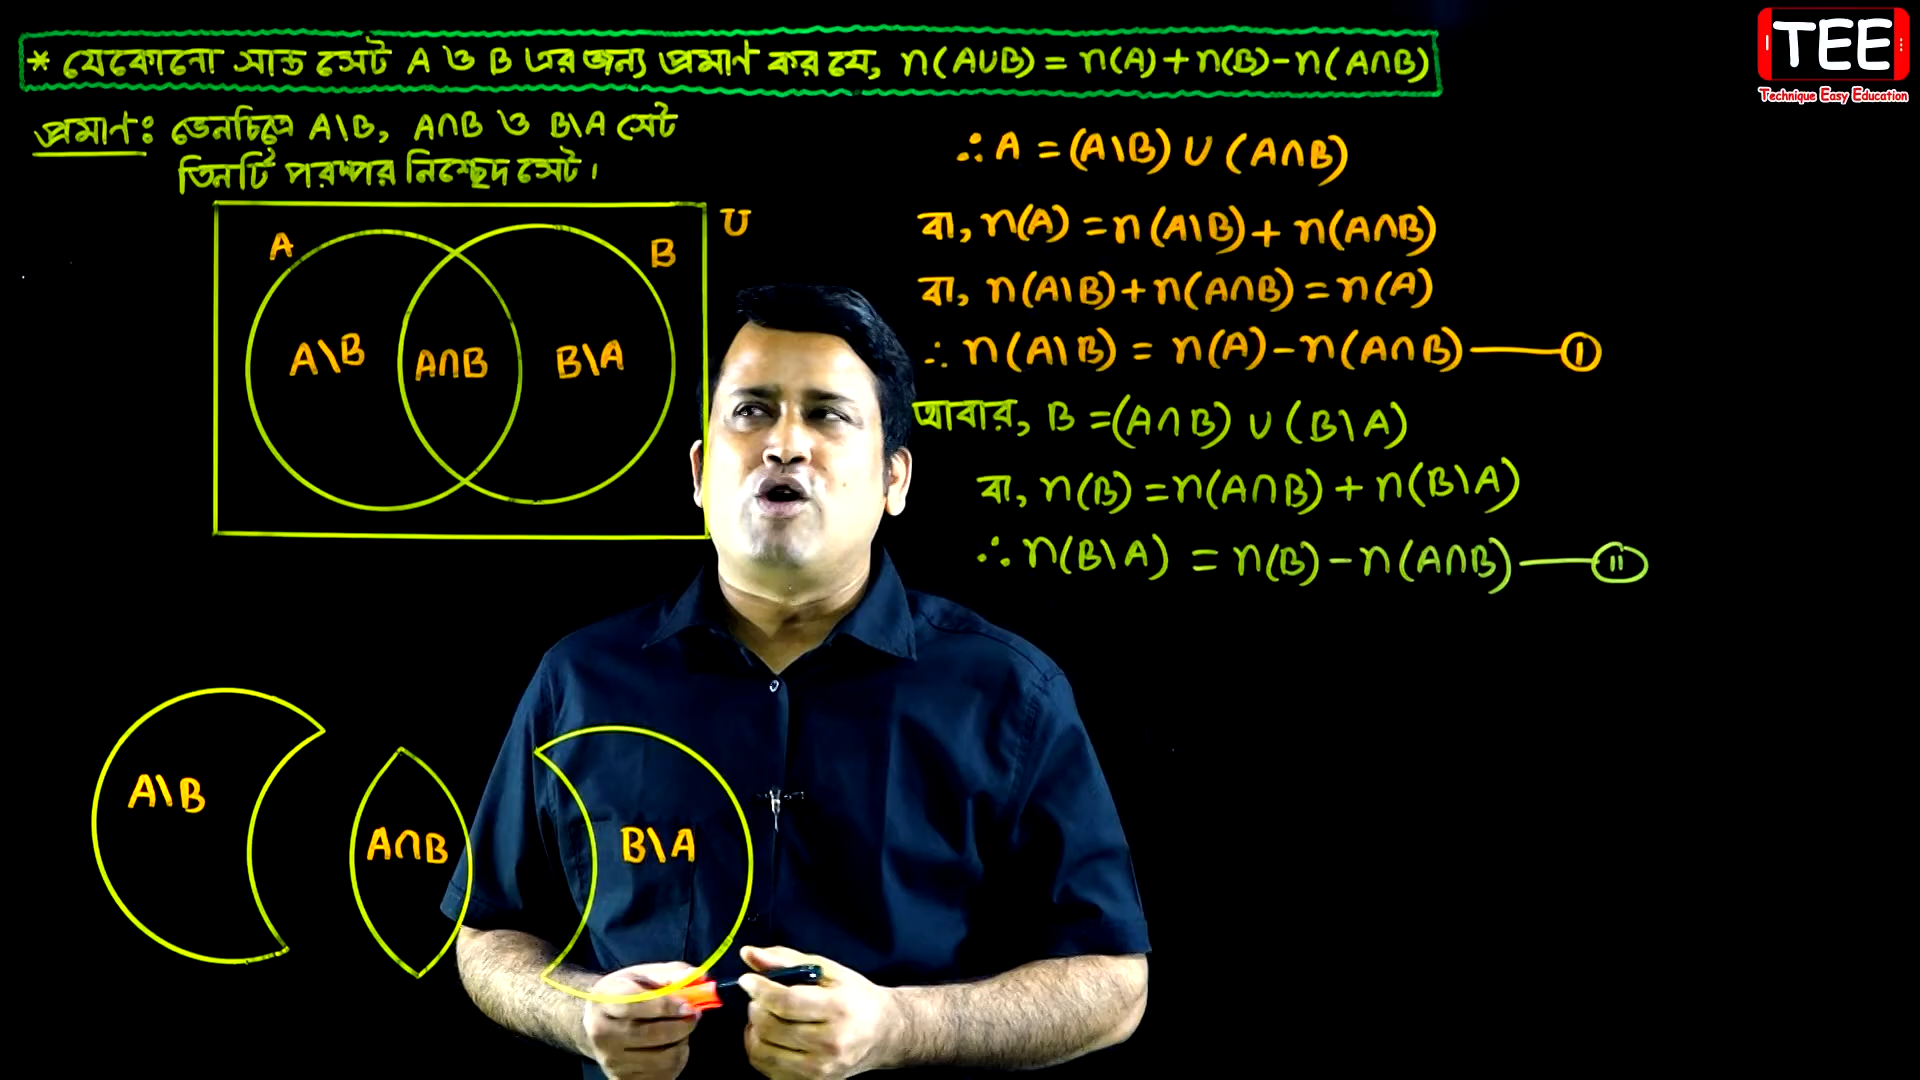 * যেকোনো সান্ত সেট A ও B এর জন্য প্রমাণ কর যে, n(A∪B) = n(A)+n(B)-n(A∩B)
TEE
Technique Easy Education
প্রমাণঃ ভেনচিত্রে A\B, A∩B ও B\A সেট
তিনটি পরস্পর নিশ্ছেদ সেট।
U
A
B
A\B
A∩B
B\A
∴ A = (A\B) ∪ (A∩B)
বা, n(A) = n(A\B) + n(A∩B)
বা, n(A\B)+n(A∩B) = n(A)
∴ n(A\B) = n(A)-n(A∩B) — i
আবার, B = (A∩B) ∪ (B\A)
বা, n(B) = n(A∩B) + n(B\A)
∴ n(B\A) = n(B)-n(A∩B) — ii
A\B
A∩B
B\A